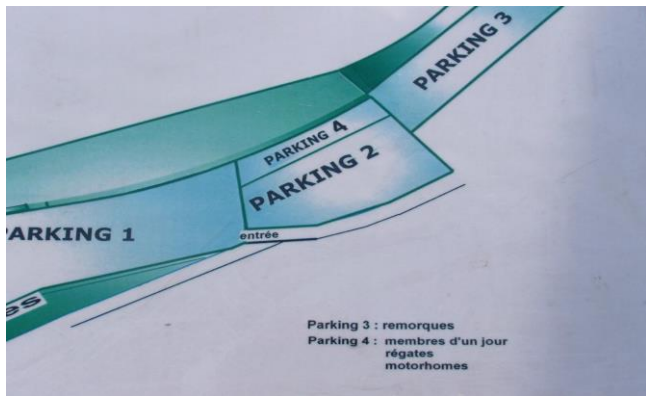 PARKING 3
PARKING 4
PARKING 2
PARKING 1
entrée
es
Parking 3 : remorques
Parking 4 : membres d'un jour
régates
motorhomes